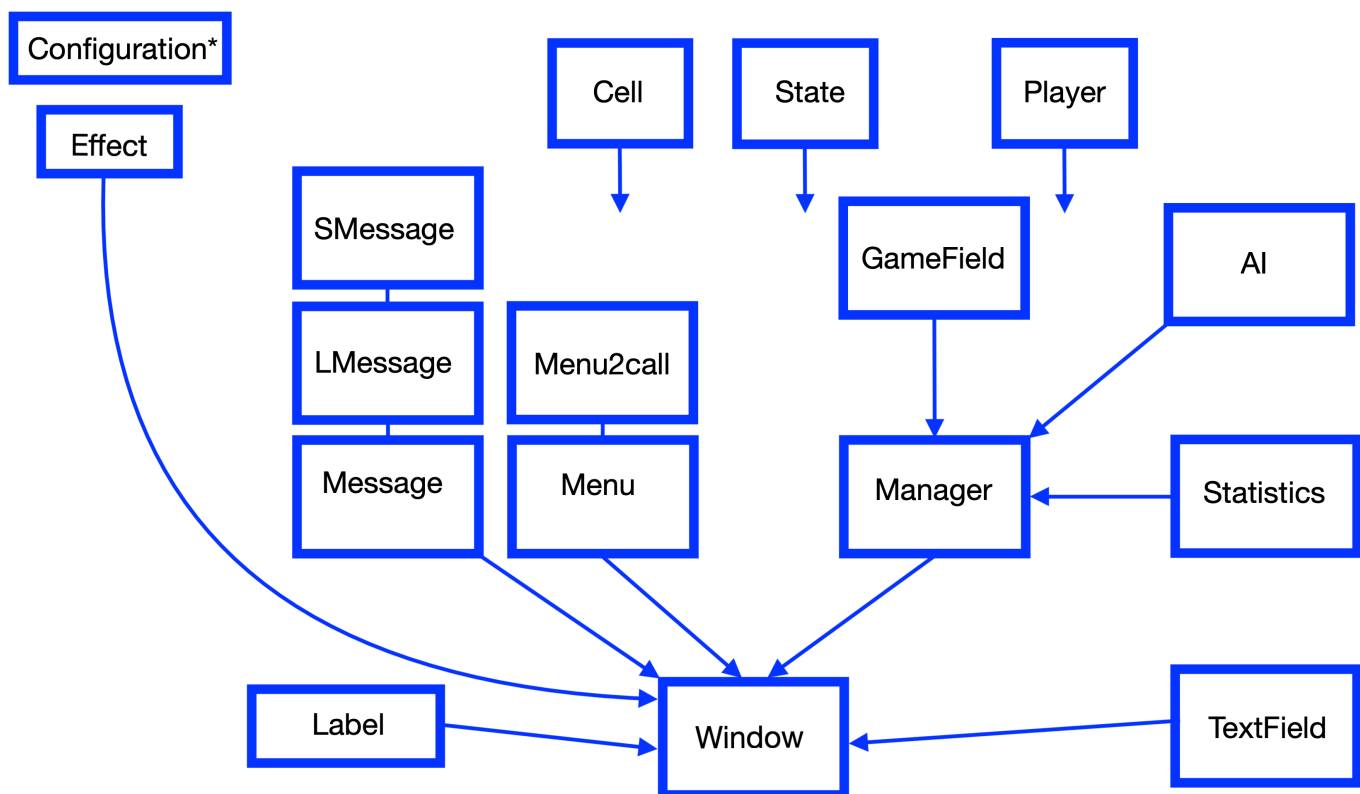 Configuration*
Cell
State
Player
Effect
SMessage
GameField
AI
LMessage
Menu2call
Message
Menu
Manager
Statistics
Label
Window
TextField